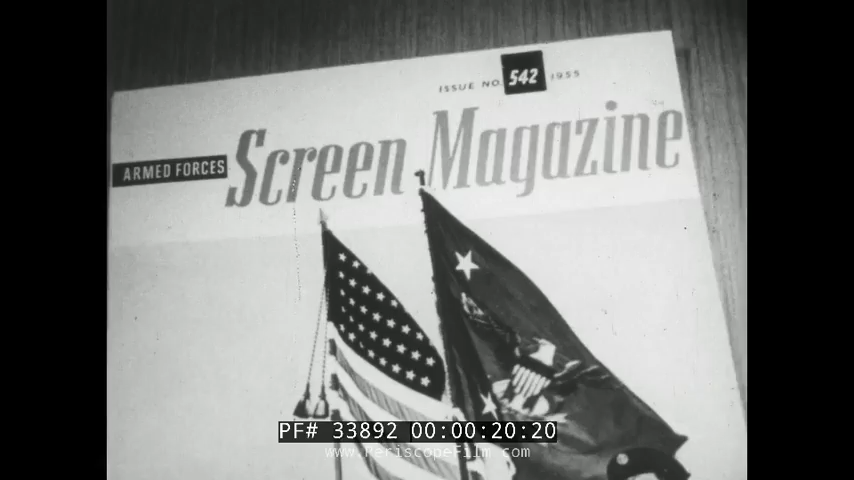 ISSUE NO. 542 1955
ARMED FORCES Screen Magazine
PF# 33892 00:00:20:20
www.PeriscopeFilm.com